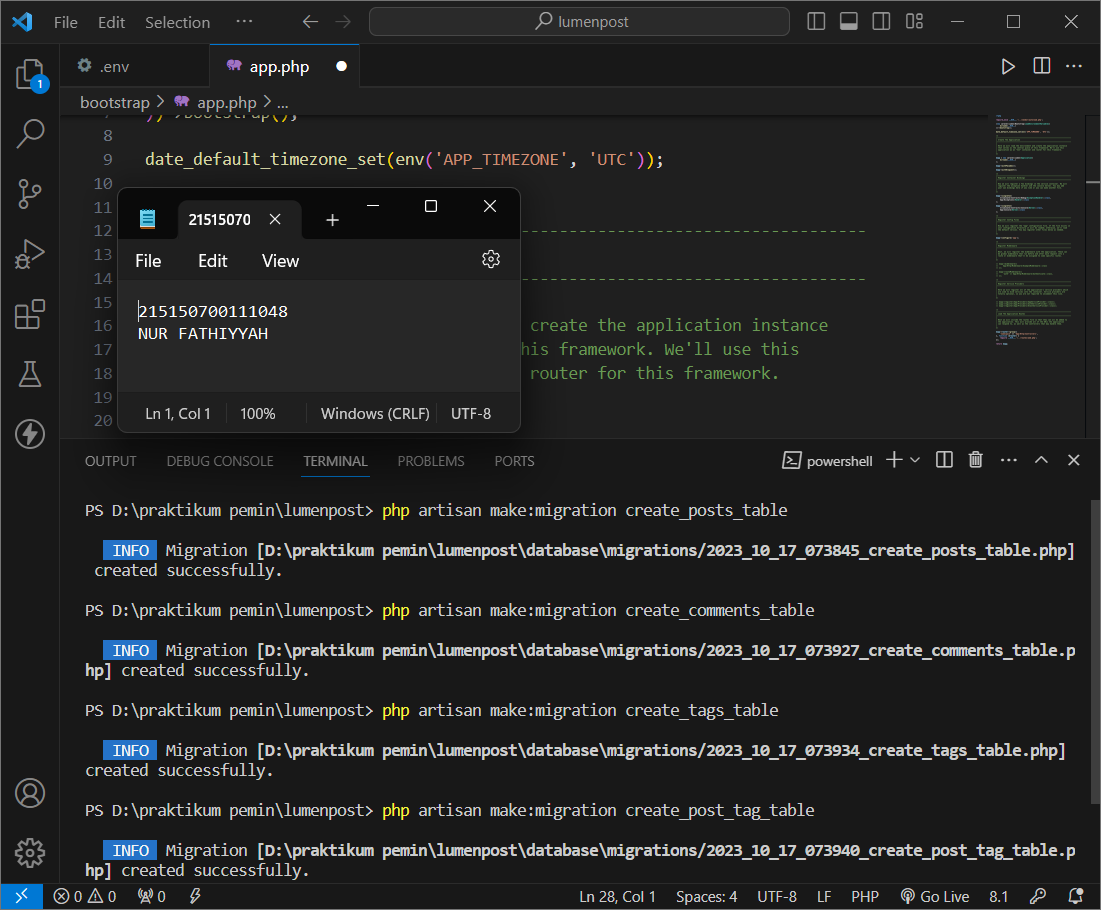 File Edit Selection ··· lumenpost
.env app.php
bootstrap > app.php > ...
8
9 date_default_timezone_set(env('APP_TIMEZONE', 'UTC'));
10
11
12 --------------------------------
13
14 --------------------------------
15
16 create the application instance
17 his framework. We'll use this
18 router for this framework.
19
20
21515070
File Edit View
215150700111048
NUR FATHIYYAH
Ln 1, Col 1 100% Windows (CRLF) UTF-8
OUTPUT DEBUG CONSOLE TERMINAL PROBLEMS PORTS powershell
PS D:\praktikum pemin\lumenpost> php artisan make:migration create_posts_table
INFO Migration [D:\praktikum pemin\lumenpost\database\migrations/2023_10_17_073845_create_posts_table.php]
created successfully.
PS D:\praktikum pemin\lumenpost> php artisan make:migration create_comments_table
INFO Migration [D:\praktikum pemin\lumenpost\database\migrations/2023_10_17_073927_create_comments_table.p
hp] created successfully.
PS D:\praktikum pemin\lumenpost> php artisan make:migration create_tags_table
INFO Migration [D:\praktikum pemin\lumenpost\database\migrations/2023_10_17_073934_create_tags_table.php]
created successfully.
PS D:\praktikum pemin\lumenpost> php artisan make:migration create_post_tag_table
INFO Migration [D:\praktikum pemin\lumenpost\database\migrations/2023_10_17_073940_create_post_tag_table.p
hp] created successfully.
0 0 0 Ln 28, Col 1 Spaces: 4 UTF-8 LF PHP Go Live 8.1